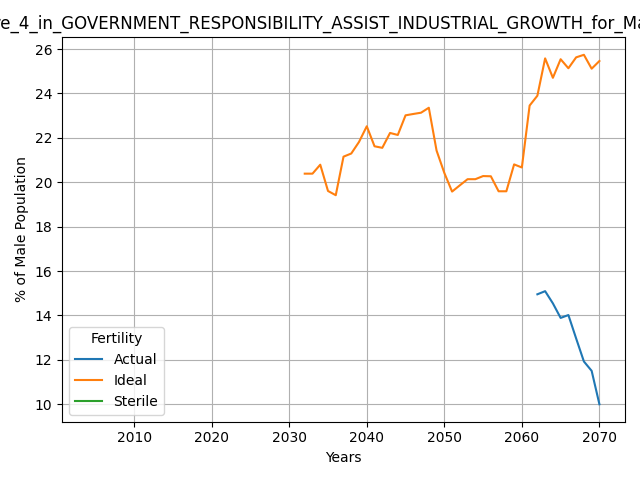 re_4_in_GOVERNMENT_RESPONSIBILITY_ASSIST_INDUSTRIAL_GROWTH_for_Ma
26
24
22
20
18
16
14
12
10
% of Male Population
Fertility
Actual
Ideal
Sterile
2010 2020 2030 2040 2050 2060 2070
Years